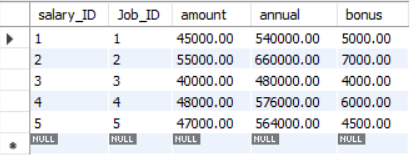 salary_ID Job_ID amount annual bonus
1 1 45000.00 540000.00 5000.00
2 2 55000.00 660000.00 7000.00
3 3 40000.00 480000.00 4000.00
4 4 48000.00 576000.00 6000.00
5 5 47000.00 564000.00 4500.00
NULL NULL NULL NULL NULL